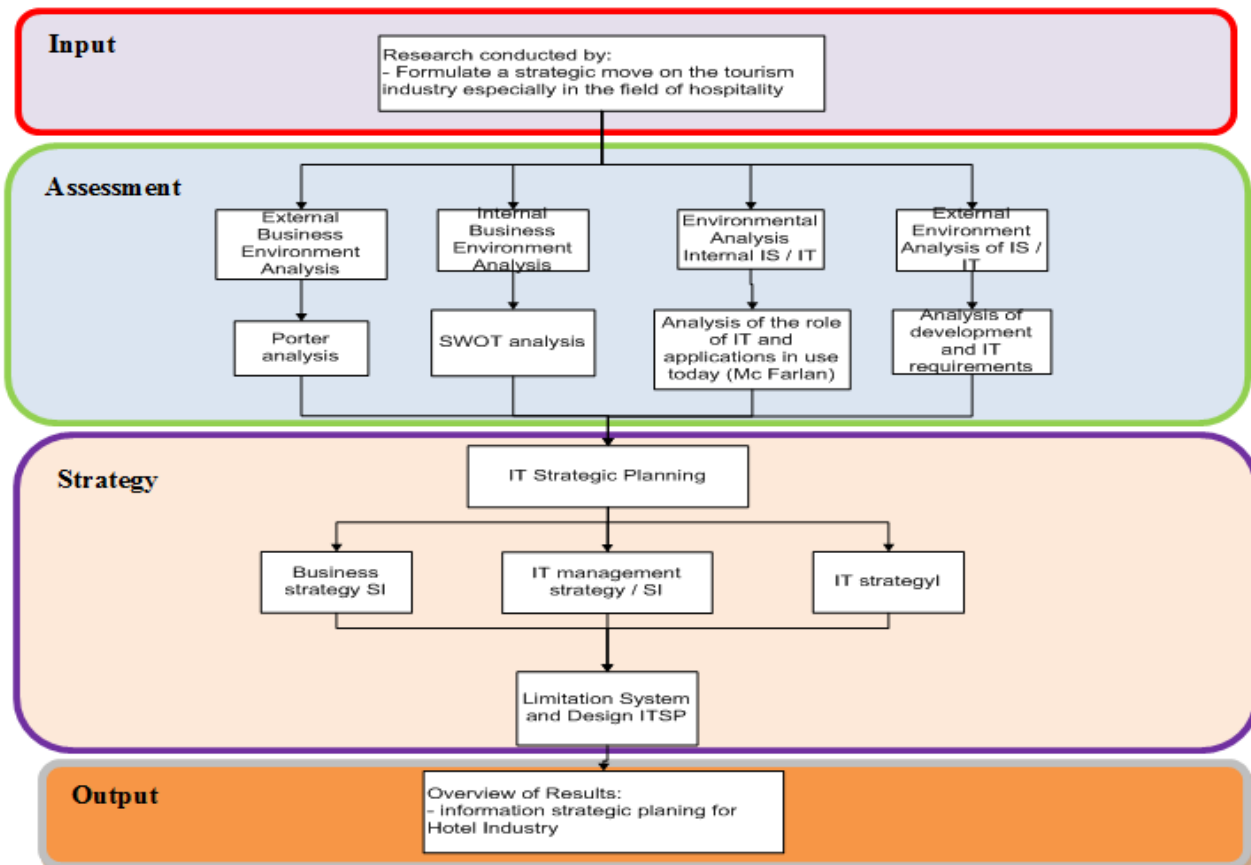 Input
Research conducted by:
- Formulate a strategic move on the tourism
industry especially in the field of hospitality
Assessment
External
Business
Environment
Analysis
Internal
Business
Environment
Analysis
Environmental
Analysis
Internal IS / IT
External
Environment
Analysis of IS /
IT
Porter
analysis
SWOT analysis
Analysis of the role
of IT and
applications in use
today (Mc Farlan)
Analysis of
development
and IT
requirements
Strategy
IT Strategic Planning
Business
strategy SI
IT management
strategy / SI
IT strategyI
Limitation System
and Design ITSP
Output
Overview of Results:
- information strategic planing for
Hotel Industry